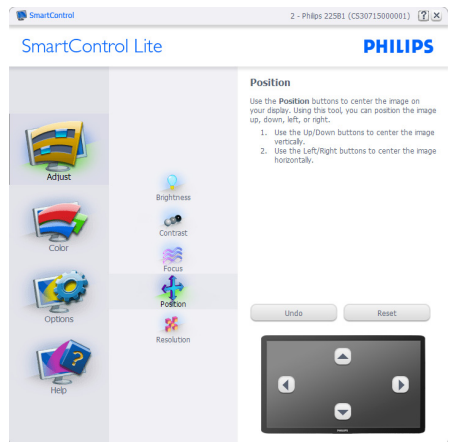 SmartControl
2 - Philips 225B1 (CS30715000001)
SmartControl Lite
PHILIPS
Position
Use the Position buttons to center the image on
your display. Using this tool, you can position the image
up, down, left, or right.
1. Use the Up/Down buttons to center the image
vertically.
2. Use the Left/Right buttons to center the image
horizontally.
Adjust
Color
Options
Help
Brightness
Contrast
Focus
Position
Resolution
Undo
Reset
PHILIPS